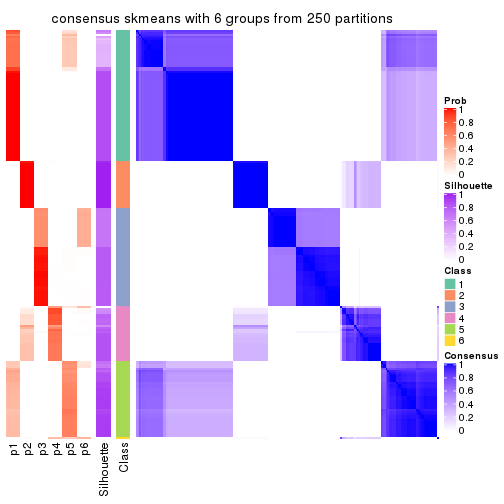 consensus skmeans with 6 groups from 250 partitions
Prob
1
0.8
0.6
0.4
0.2
0
Silhouette
1
0.8
0.6
0.4
0.2
0
Class
1
2
3
4
5
6
Consensus
1
0.8
0.6
0.4
0.2
0
p1
p2
p3
p4
p5
p6
Silhouette
Class